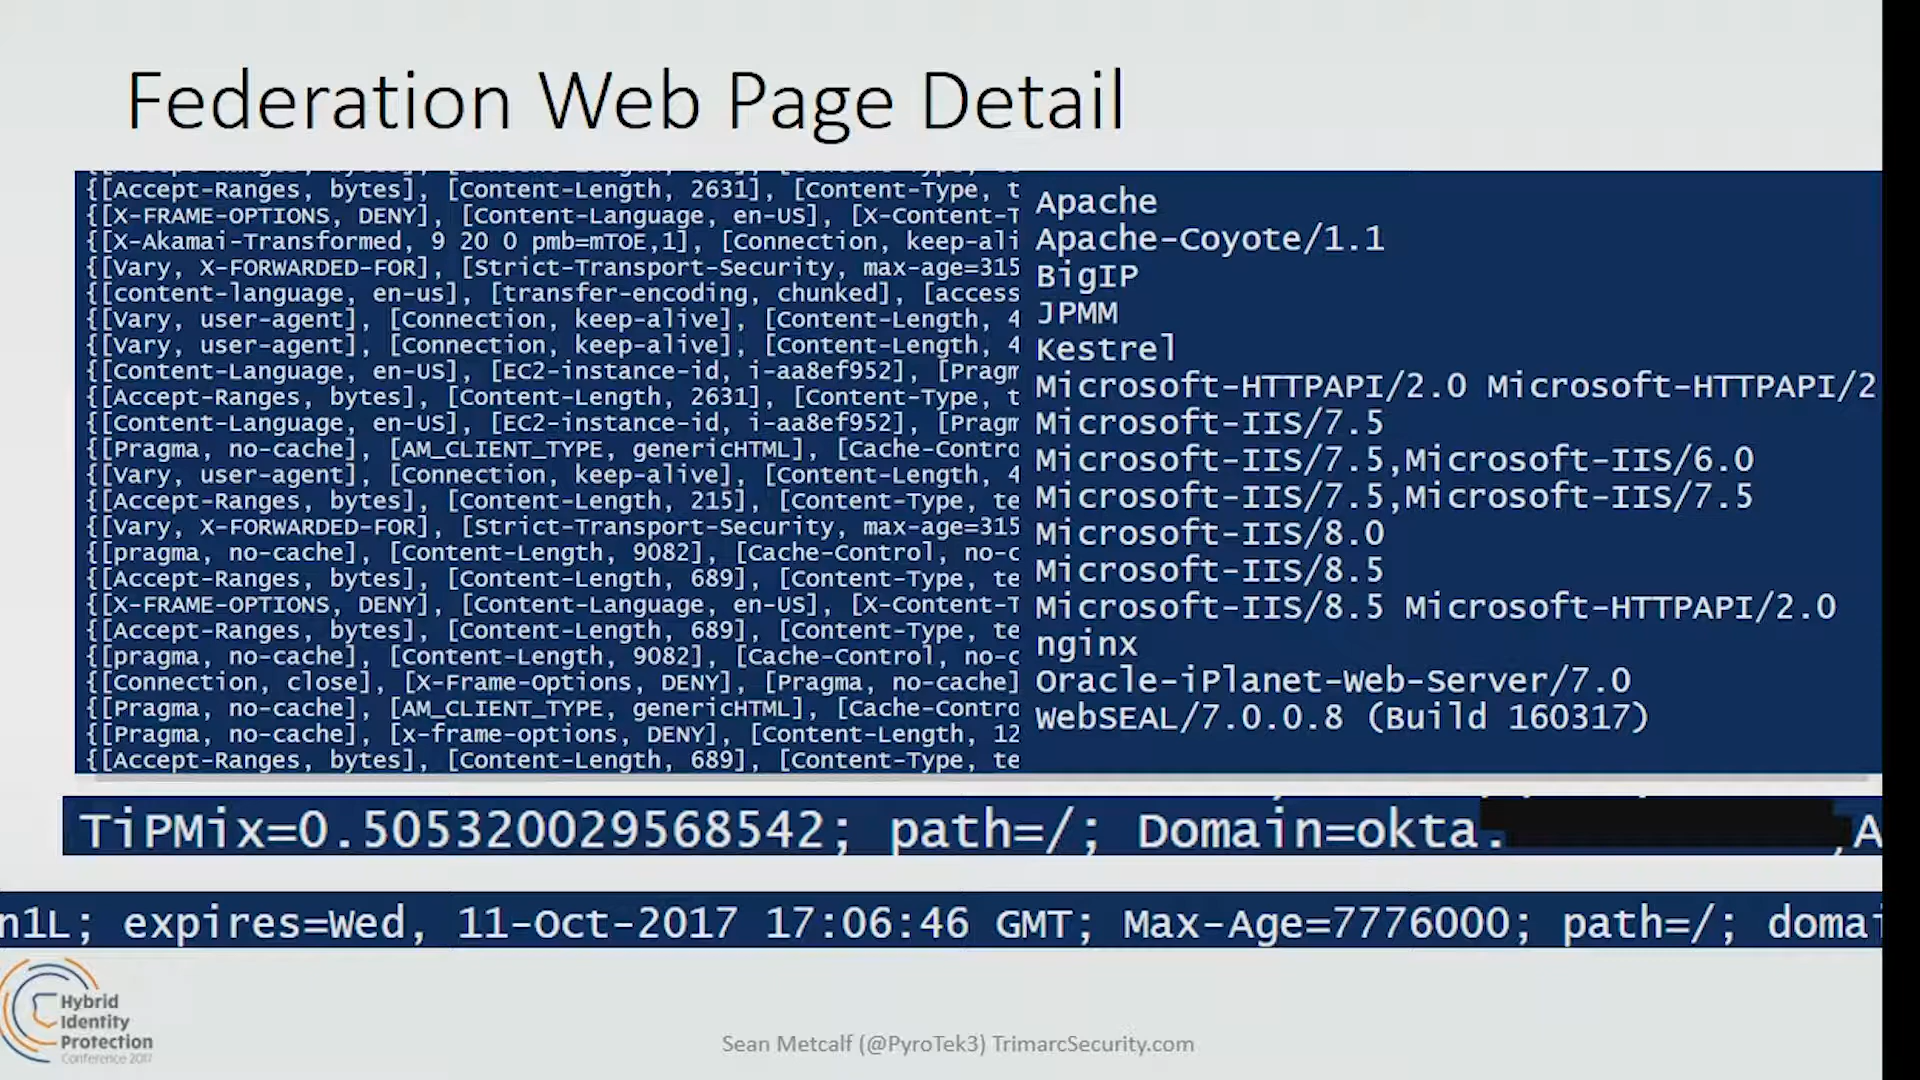 Federation Web Page Detail
{[Accept-Ranges, bytes], [Content-Length, 2631], [Content-Type, t
{[X-FRAME-OPTIONS, DENY], [Content-Language, en-US], [X-Content-T
{[X-Akamai-Transformed, 9 20 0 pmb=mTOE,1], [Connection, keep-ali
{[Vary, X-FORWARDED-FOR], [Strict-Transport-Security, max-age=315
{[content-language, en-us], [transfer-encoding, chunked], [access
{[Vary, user-agent], [Connection, keep-alive], [Content-Length, 4
{[Vary, user-agent], [Connection, keep-alive], [Content-Length, 4
{[Content-Language, en-US], [EC2-instance-id, i-aa8ef952], [Pragm
{[Accept-Ranges, bytes], [Content-Length, 2631], [Content-Type, t
{[Content-Language, en-US], [EC2-instance-id, i-aa8ef952], [Pragm
{[Pragma, no-cache], [AM_CLIENT_TYPE, genericHTML], [Cache-Contro
{[Vary, user-agent], [Connection, keep-alive], [Content-Length, 4
{[Accept-Ranges, bytes], [Content-Length, 215], [Content-Type, te
{[Vary, X-FORWARDED-FOR], [Strict-Transport-Security, max-age=315
{[pragma, no-cache], [Content-Length, 9082], [Cache-Control, no-c
{[Accept-Ranges, bytes], [Content-Length, 689], [Content-Type, te
{[X-FRAME-OPTIONS, DENY], [Content-Language, en-US], [X-Content-T
{[Accept-Ranges, bytes], [Content-Length, 689], [Content-Type, te
{[pragma, no-cache], [Content-Length, 9082], [Cache-Control, no-c
{[Connection, close], [X-Frame-Options, DENY], [Pragma, no-cache]
{[Pragma, no-cache], [AM_CLIENT_TYPE, genericHTML], [Cache-Contro
{[Pragma, no-cache], [x-frame-options, DENY], [Content-Length, 12
{[Accept-Ranges, bytes], [Content-Length, 689], [Content-Type, te
Apache
Apache-Coyote/1.1
BigIP
JPMM
Kestrel
Microsoft-HTTPAPI/2.0 Microsoft-HTTPAPI/2
Microsoft-IIS/7.5
Microsoft-IIS/7.5,Microsoft-IIS/6.0
Microsoft-IIS/7.5,Microsoft-IIS/7.5
Microsoft-IIS/8.0
Microsoft-IIS/8.5
Microsoft-IIS/8.5 Microsoft-HTTPAPI/2.0
nginx
Oracle-iPlanet-Web-Server/7.0
WebSEAL/7.0.0.8 (Build 160317)
TiPMix=0.505320029568542; path=/; Domain=okta. ,A
n1L; expires=Wed, 11-Oct-2017 17:06:46 GMT; Max-Age=7776000; path=/; domai
Hybrid
Identity
Protection
Conference 2017
Sean Metcalf (@PyroTek3) TrimarcSecurity.com